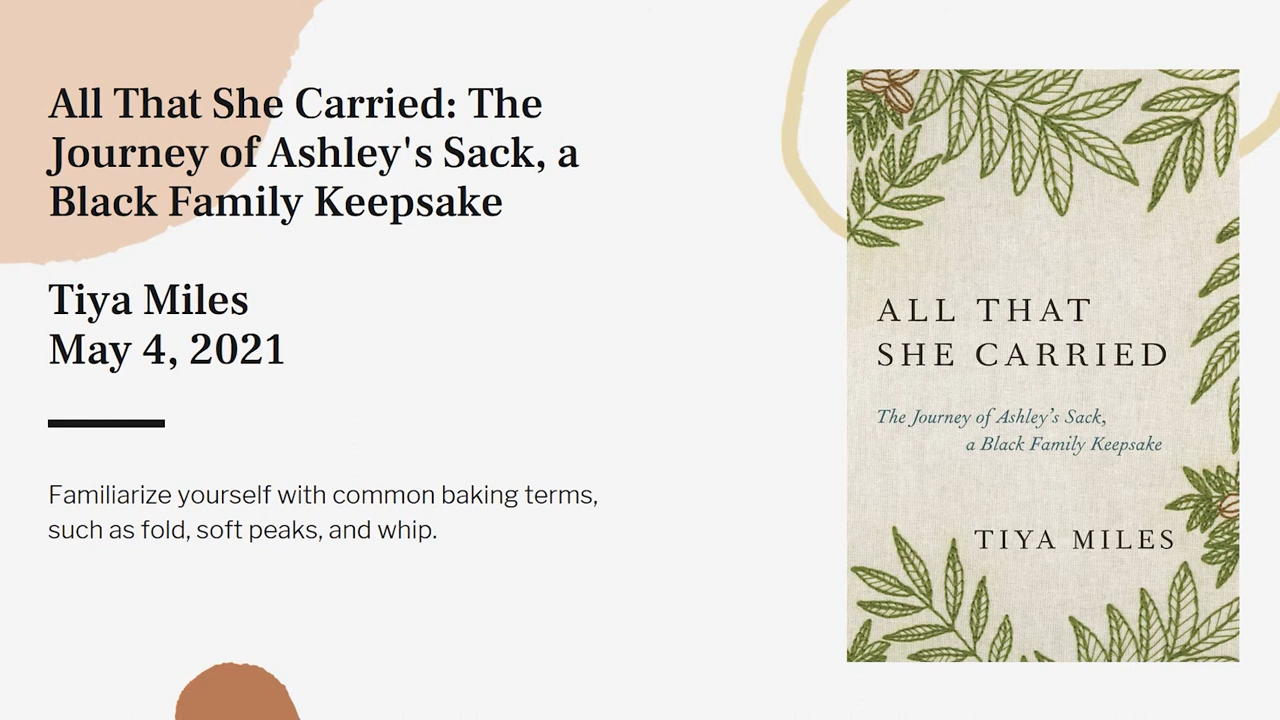 All That She Carried: The
Journey of Ashley's Sack, a
Black Family Keepsake
Tiya Miles
May 4, 2021
Familiarize yourself with common baking terms,
such as fold, soft peaks, and whip.
ALL THAT
SHE CARRIED
The Journey of Ashley’s Sack,
a Black Family Keepsake
TIYA MILES